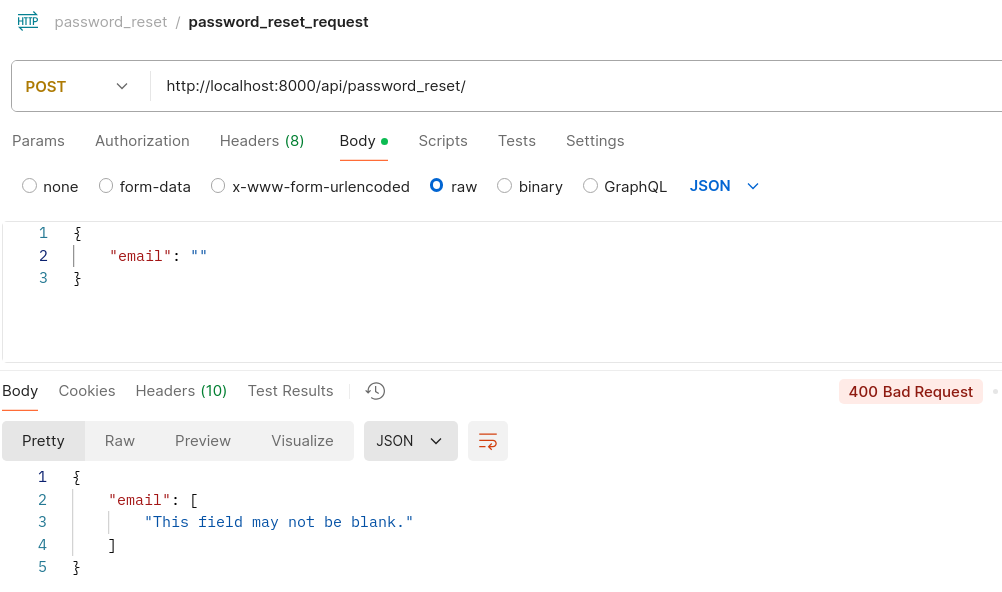 HTTP password_reset / password_reset_request
POST http://localhost:8000/api/password_reset/
Params Authorization Headers (8) Body Scripts Tests Settings
none form-data x-www-form-urlencoded raw binary GraphQL JSON
1 {
2 "email": ""
3 }
Body Cookies Headers (10) Test Results 400 Bad Request
Pretty Raw Preview Visualize JSON
1 {
2 "email": [
3 "This field may not be blank."
4 ]
5 }